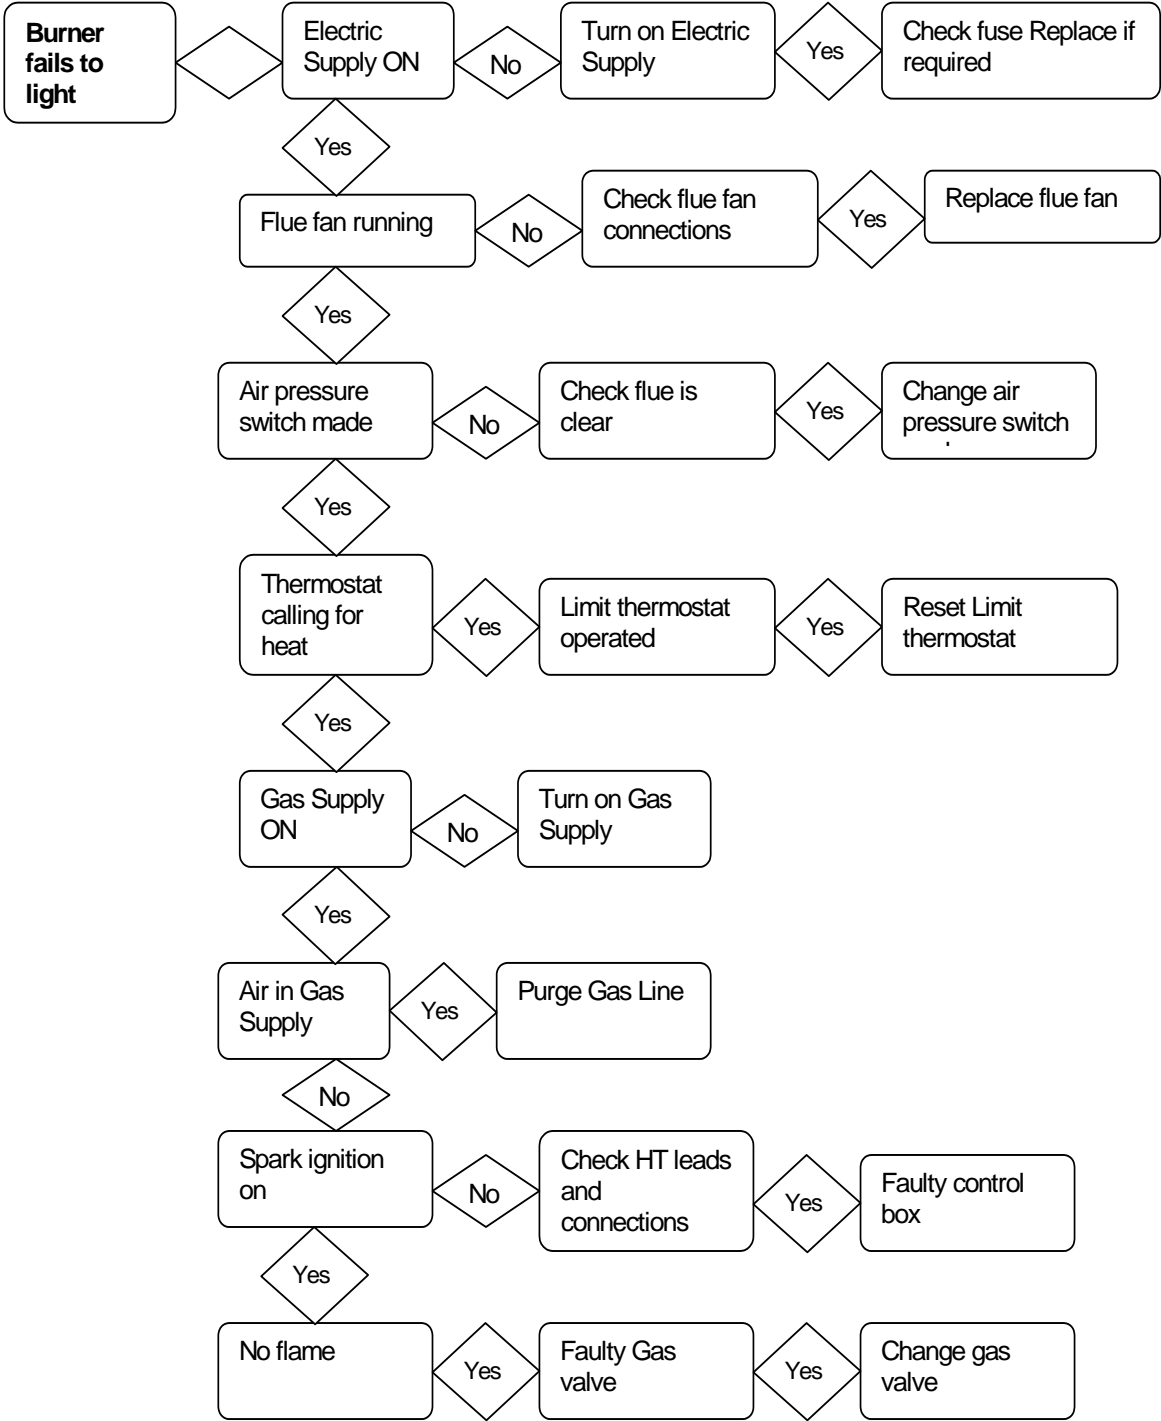 Burner
fails to
light
Electric
Supply ON
No
Turn on Electric
Supply
Yes
Check fuse Replace if
required
Yes
Flue fan running
No
Check flue fan
connections
Yes
Replace flue fan
Yes
Air pressure
switch made
No
Check flue is
clear
Yes
Change air
pressure switch
Yes
Thermostat
calling for
heat
Yes
Limit thermostat
operated
Yes
Reset Limit
thermostat
Yes
Gas Supply
ON
No
Turn on Gas
Supply
Yes
Air in Gas
Supply
Yes
Purge Gas Line
No
Spark ignition
on
No
Check HT leads
and
connections
Yes
Faulty control
box
Yes
No flame
Yes
Faulty Gas
valve
Yes
Change gas
valve